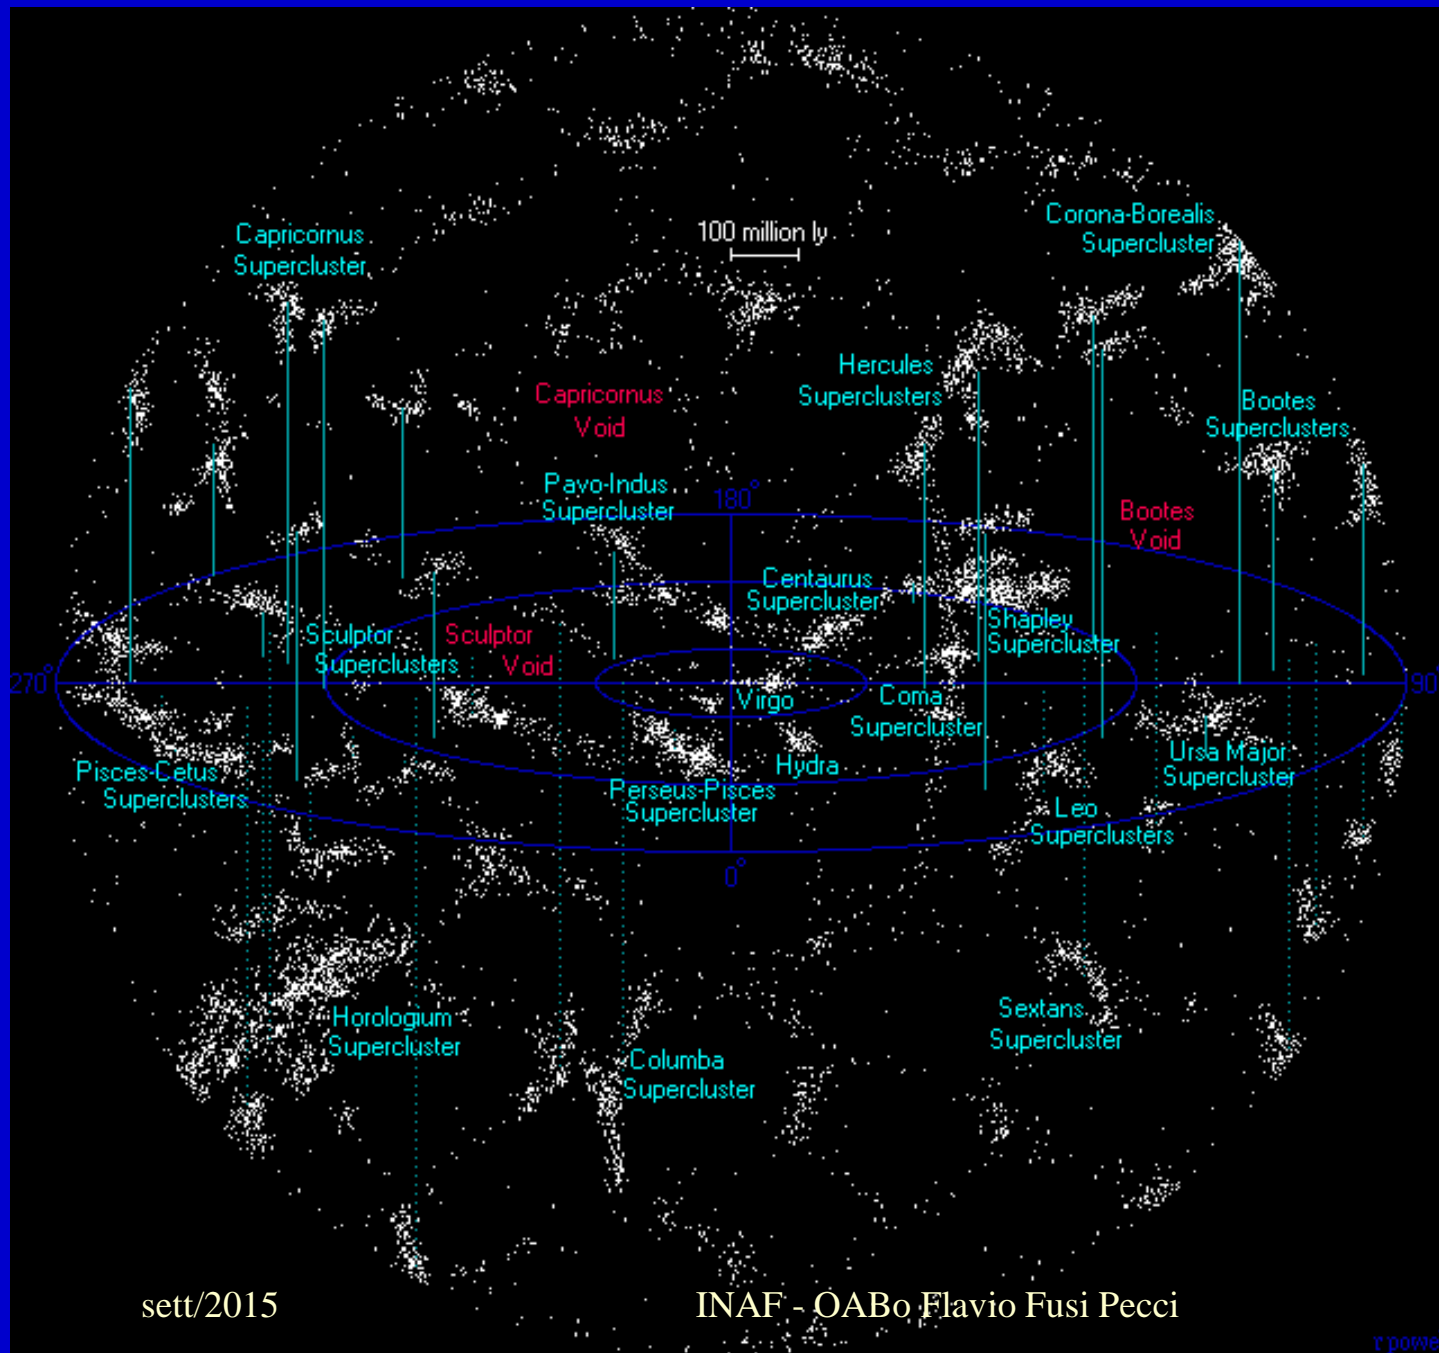 Corona-Borealis
Supercluster
Capricornus
Supercluster
100 million ly
Hercules
Superclusters
Capricornus
Void
Bootes
Superclusters
Pavo-Indus
Supercluster
180°
Bootes
Void
Centaurus
Supercluster
Sculptor
Superclusters
Sculptor
Void
Shapley
Supercluster
270°
90
Virgo
Coma
Supercluster
Hydra
Ursa Major
Supercluster
Pisces-Cetus
Superclusters
Perseus-Pisces
Supercluster
Leo
Superclusters
0°
Horologium
Supercluster
Sextans
Supercluster
Columba
Supercluster
sett/2015
INAF - OABo Flavio Fusi Pecci